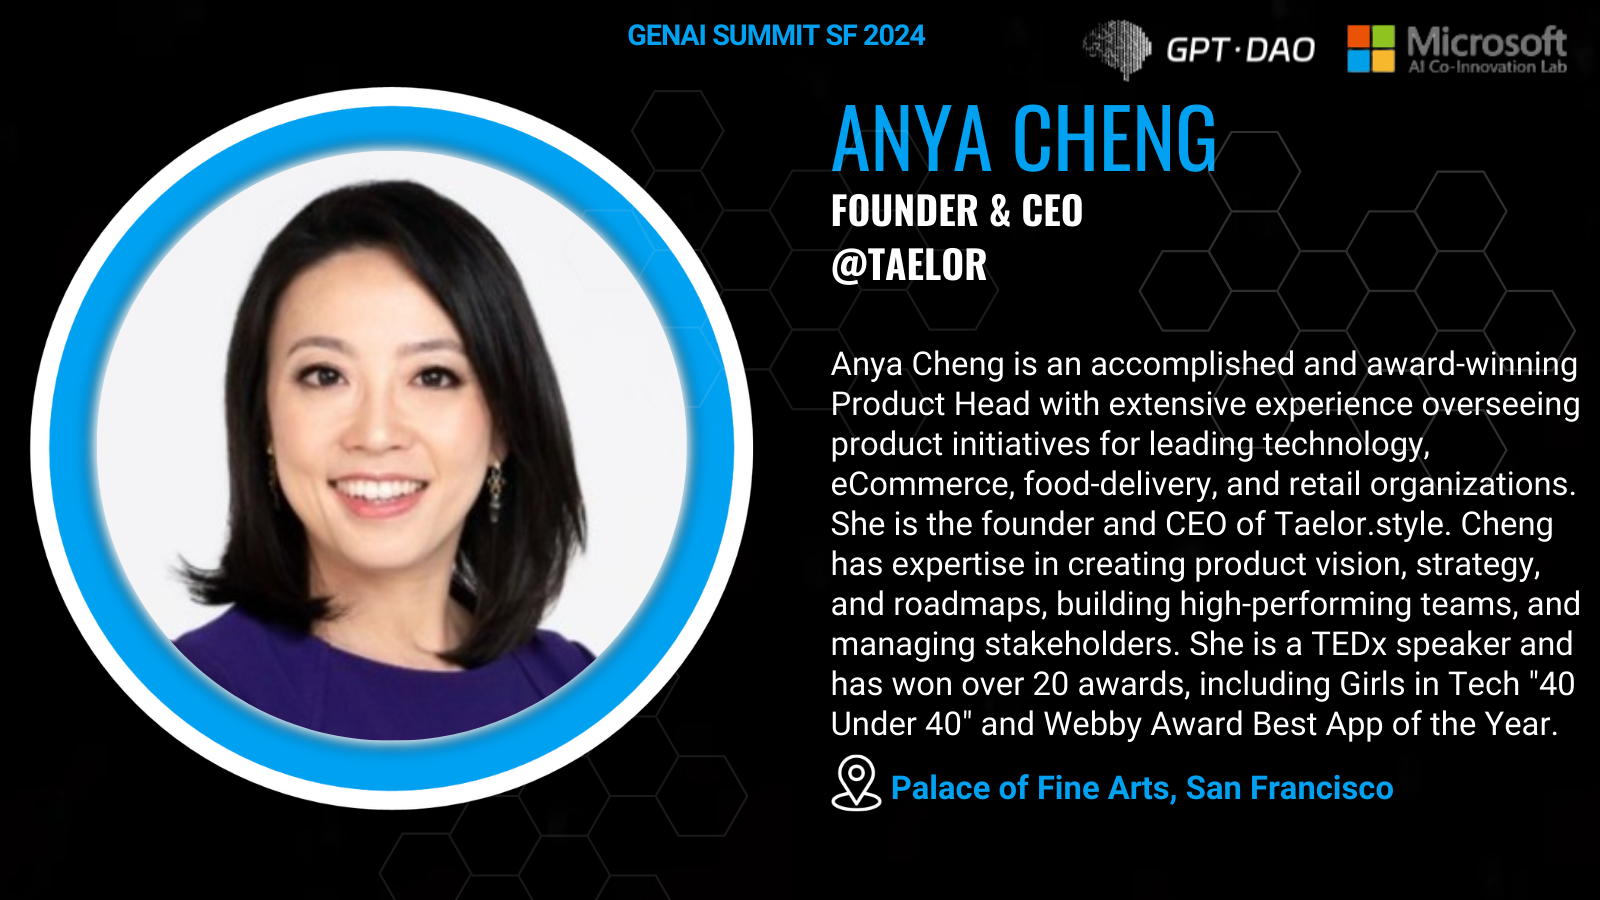 GENAI SUMMIT SF 2024
GPT·DAO
Microsoft
AI Co-Innovation Lab
ANYA CHENG
FOUNDER & CEO
@TAELOR
Anya Cheng is an accomplished and award-winning
Product Head with extensive experience overseeing
product initiatives for leading technology,
eCommerce, food-delivery, and retail organizations.
She is the founder and CEO of Taelor.style. Cheng
has expertise in creating product vision, strategy,
and roadmaps, building high-performing teams, and
managing stakeholders. She is a TEDx speaker and
has won over 20 awards, including Girls in Tech "40
Under 40" and Webby Award Best App of the Year.
Palace of Fine Arts, San Francisco